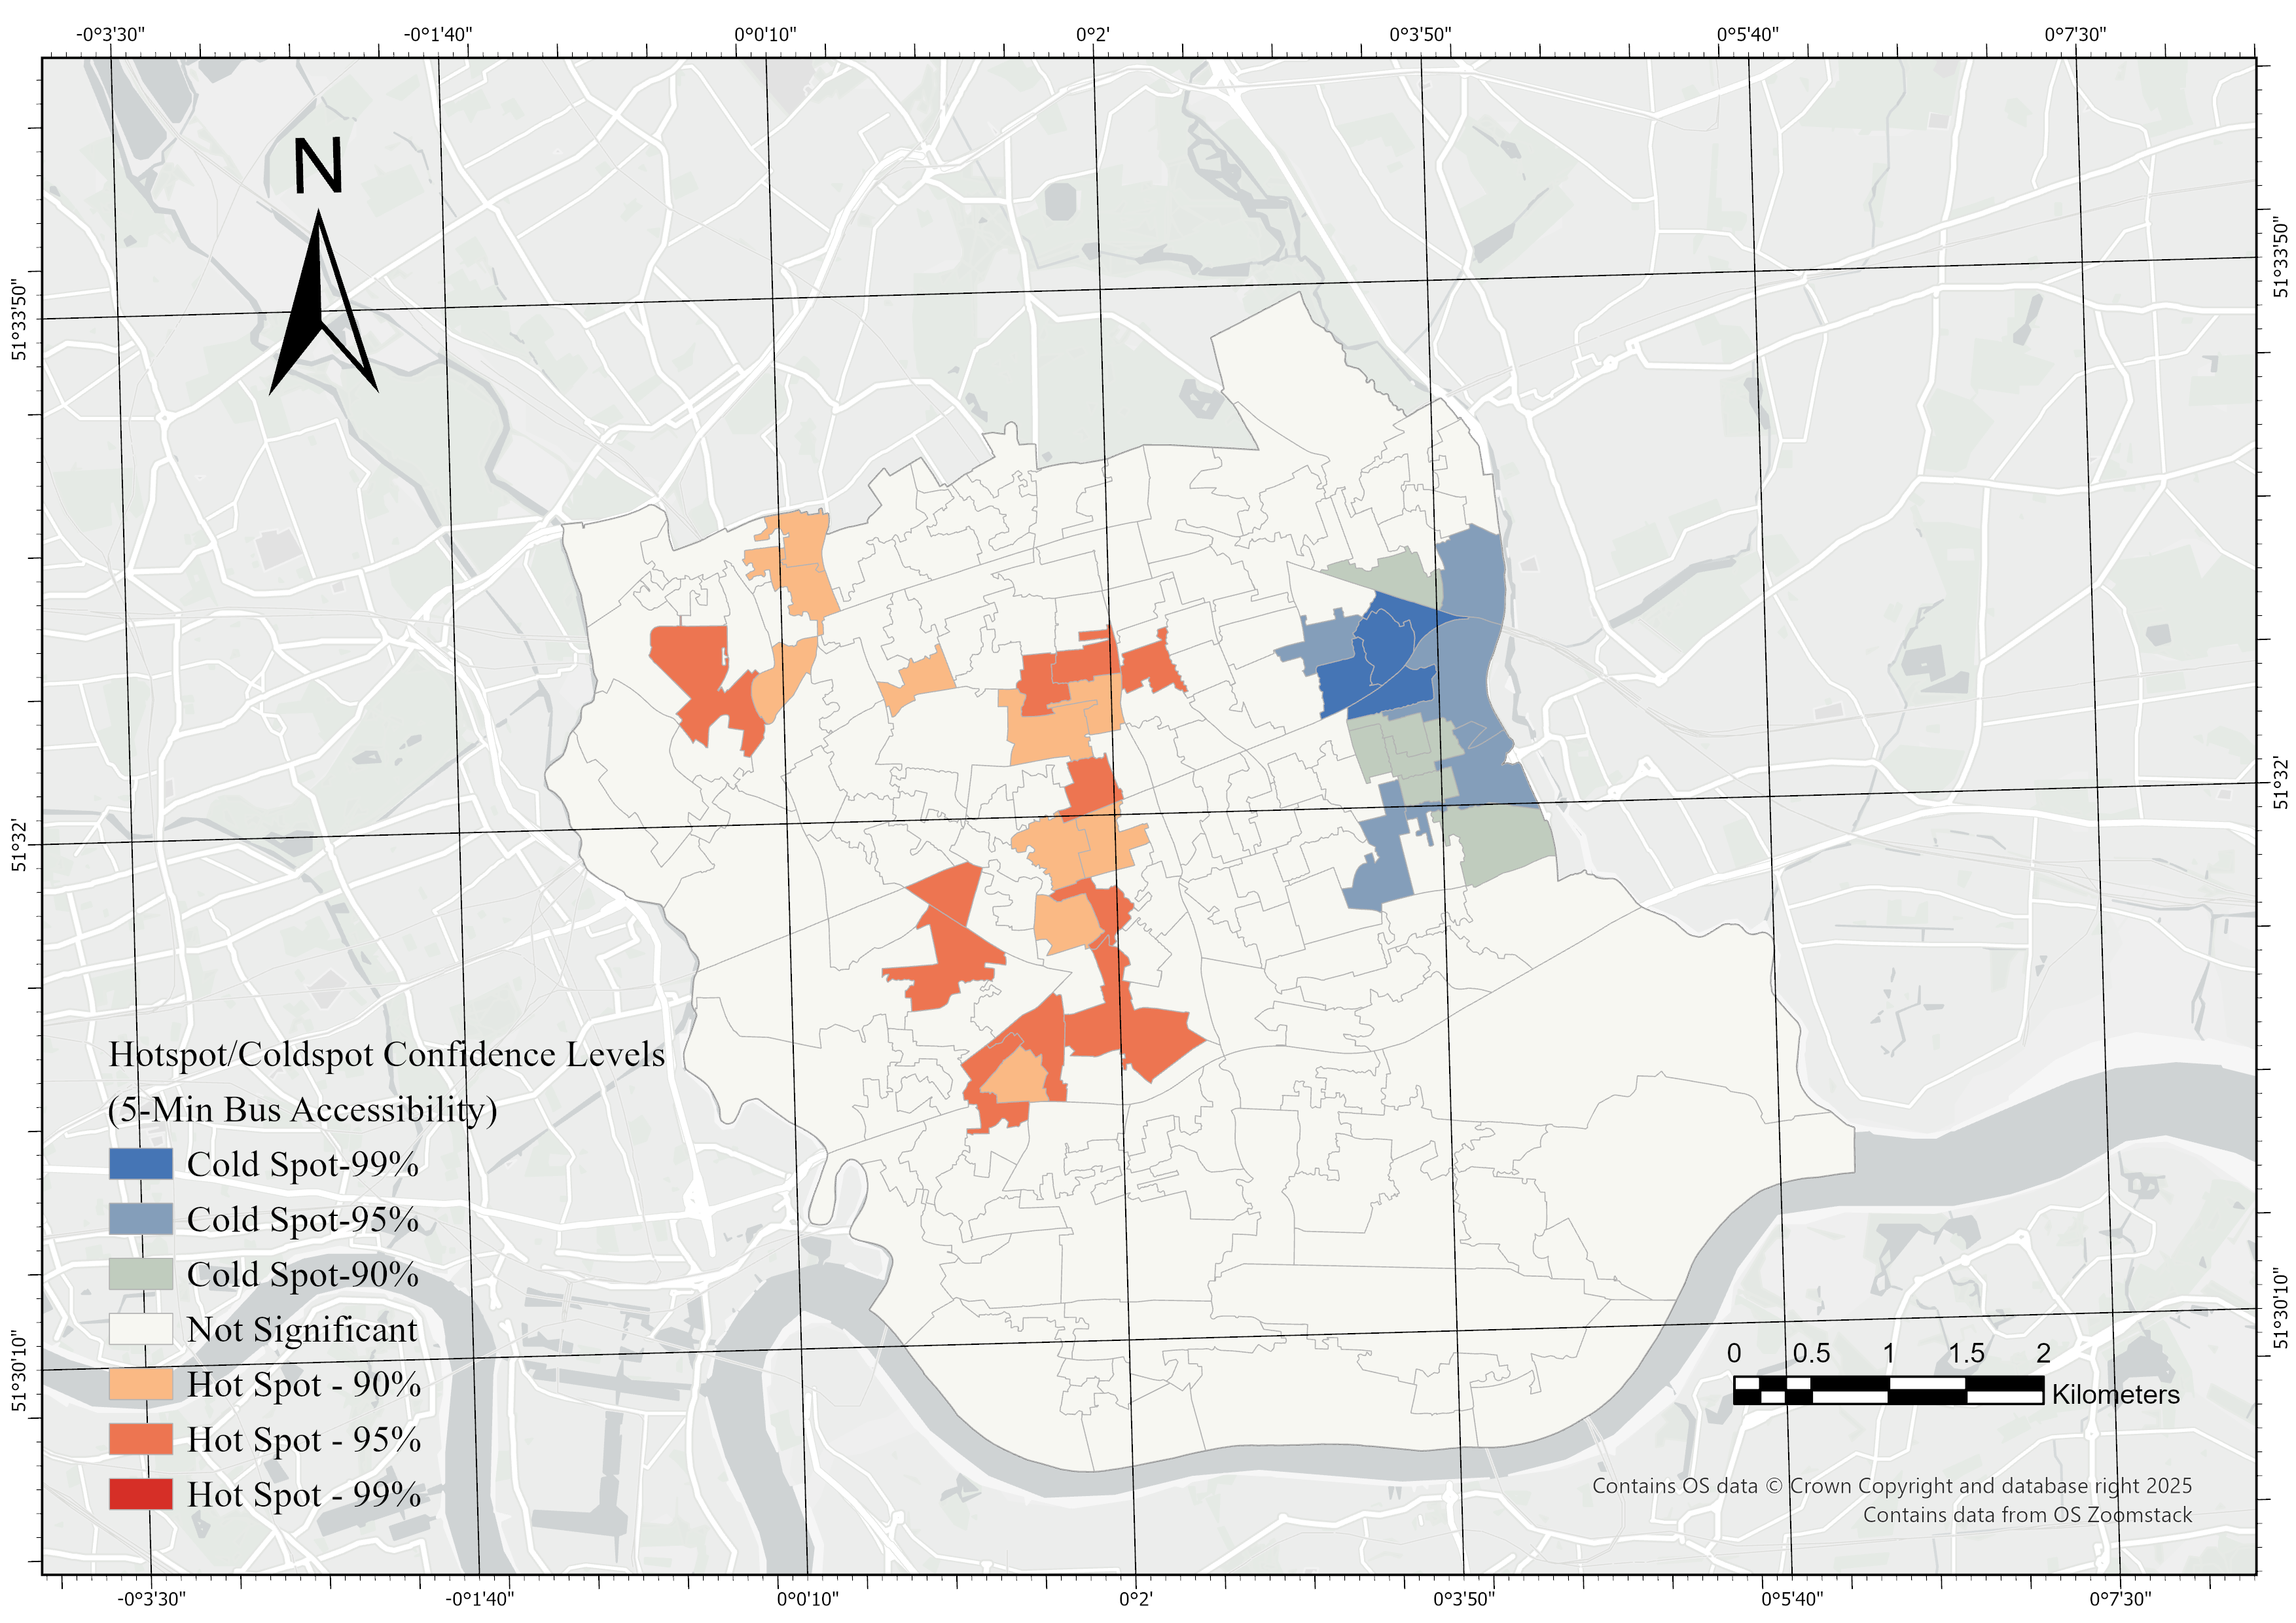 -0°3'30" -0°1'40" 0°0'10" 0°2' 0°3'50" 0°5'40" 0°7'30"
N
51°33'50"
51°33'50"
51°32'
51°32'
51°30'10"
51°30'10"
Hotspot/Coldspot Confidence Levels
(5-Min Bus Accessibility)
Cold Spot-99%
Cold Spot-95%
Cold Spot-90%
Not Significant
Hot Spot - 90%
Hot Spot - 95%
Hot Spot - 99%
0 0.5 1 1.5 2
Kilometers
Contains OS data © Crown Copyright and database right 2025
Contains data from OS Zoomstack
-0°3'30" -0°1'40" 0°0'10" 0°2' 0°3'50" 0°5'40" 0°7'30"